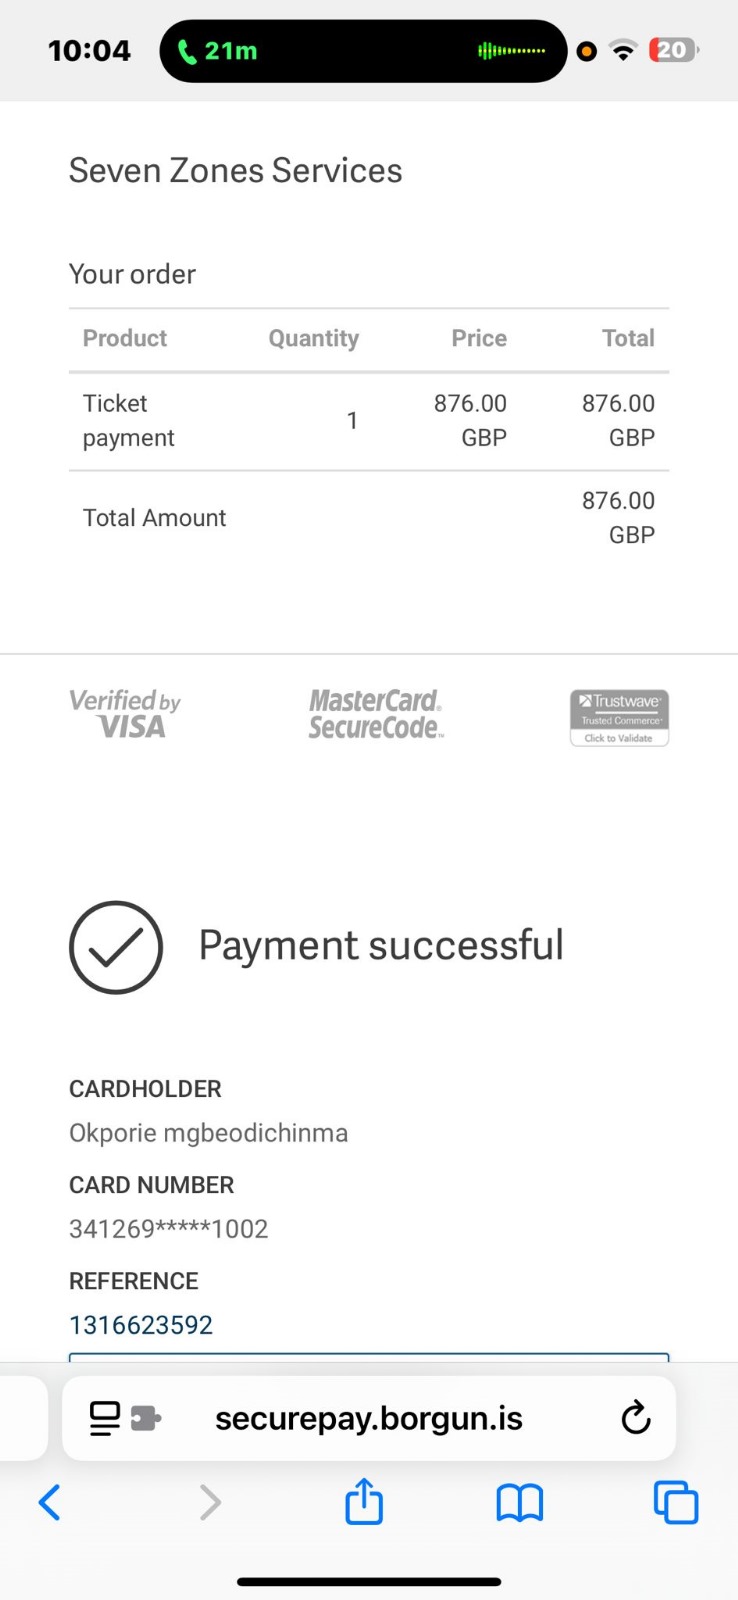 10:04
21m
20
Seven Zones Services
Your order
Product Quantity Price Total
Ticket payment 1 876.00 GBP 876.00 GBP
Total Amount 876.00 GBP
Verified by VISA
MasterCard. SecureCode.™
Trustwave®
Trusted Commerce®
Click to Validate
Payment successful
CARDHOLDER
Okporie mgbeodichinma
CARD NUMBER
341269*****1002
REFERENCE
1316623592
securepay.borgun.is